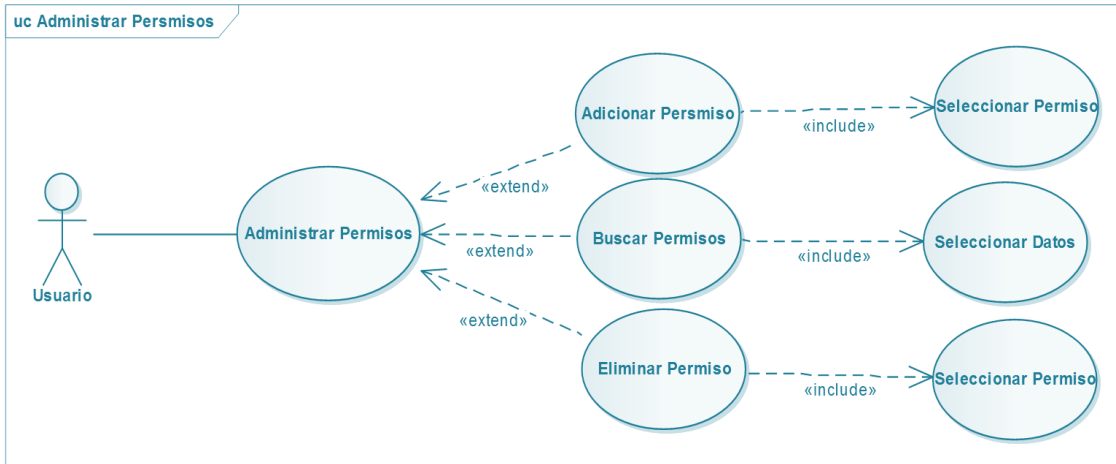 uc Administrar Persmisos
Adicionar Persmiso
«include»
Seleccionar Permiso
«extend»
Usuario
Administrar Permisos
«extend»
Buscar Permisos
«include»
Seleccionar Datos
«extend»
Eliminar Permiso
«include»
Seleccionar Permiso